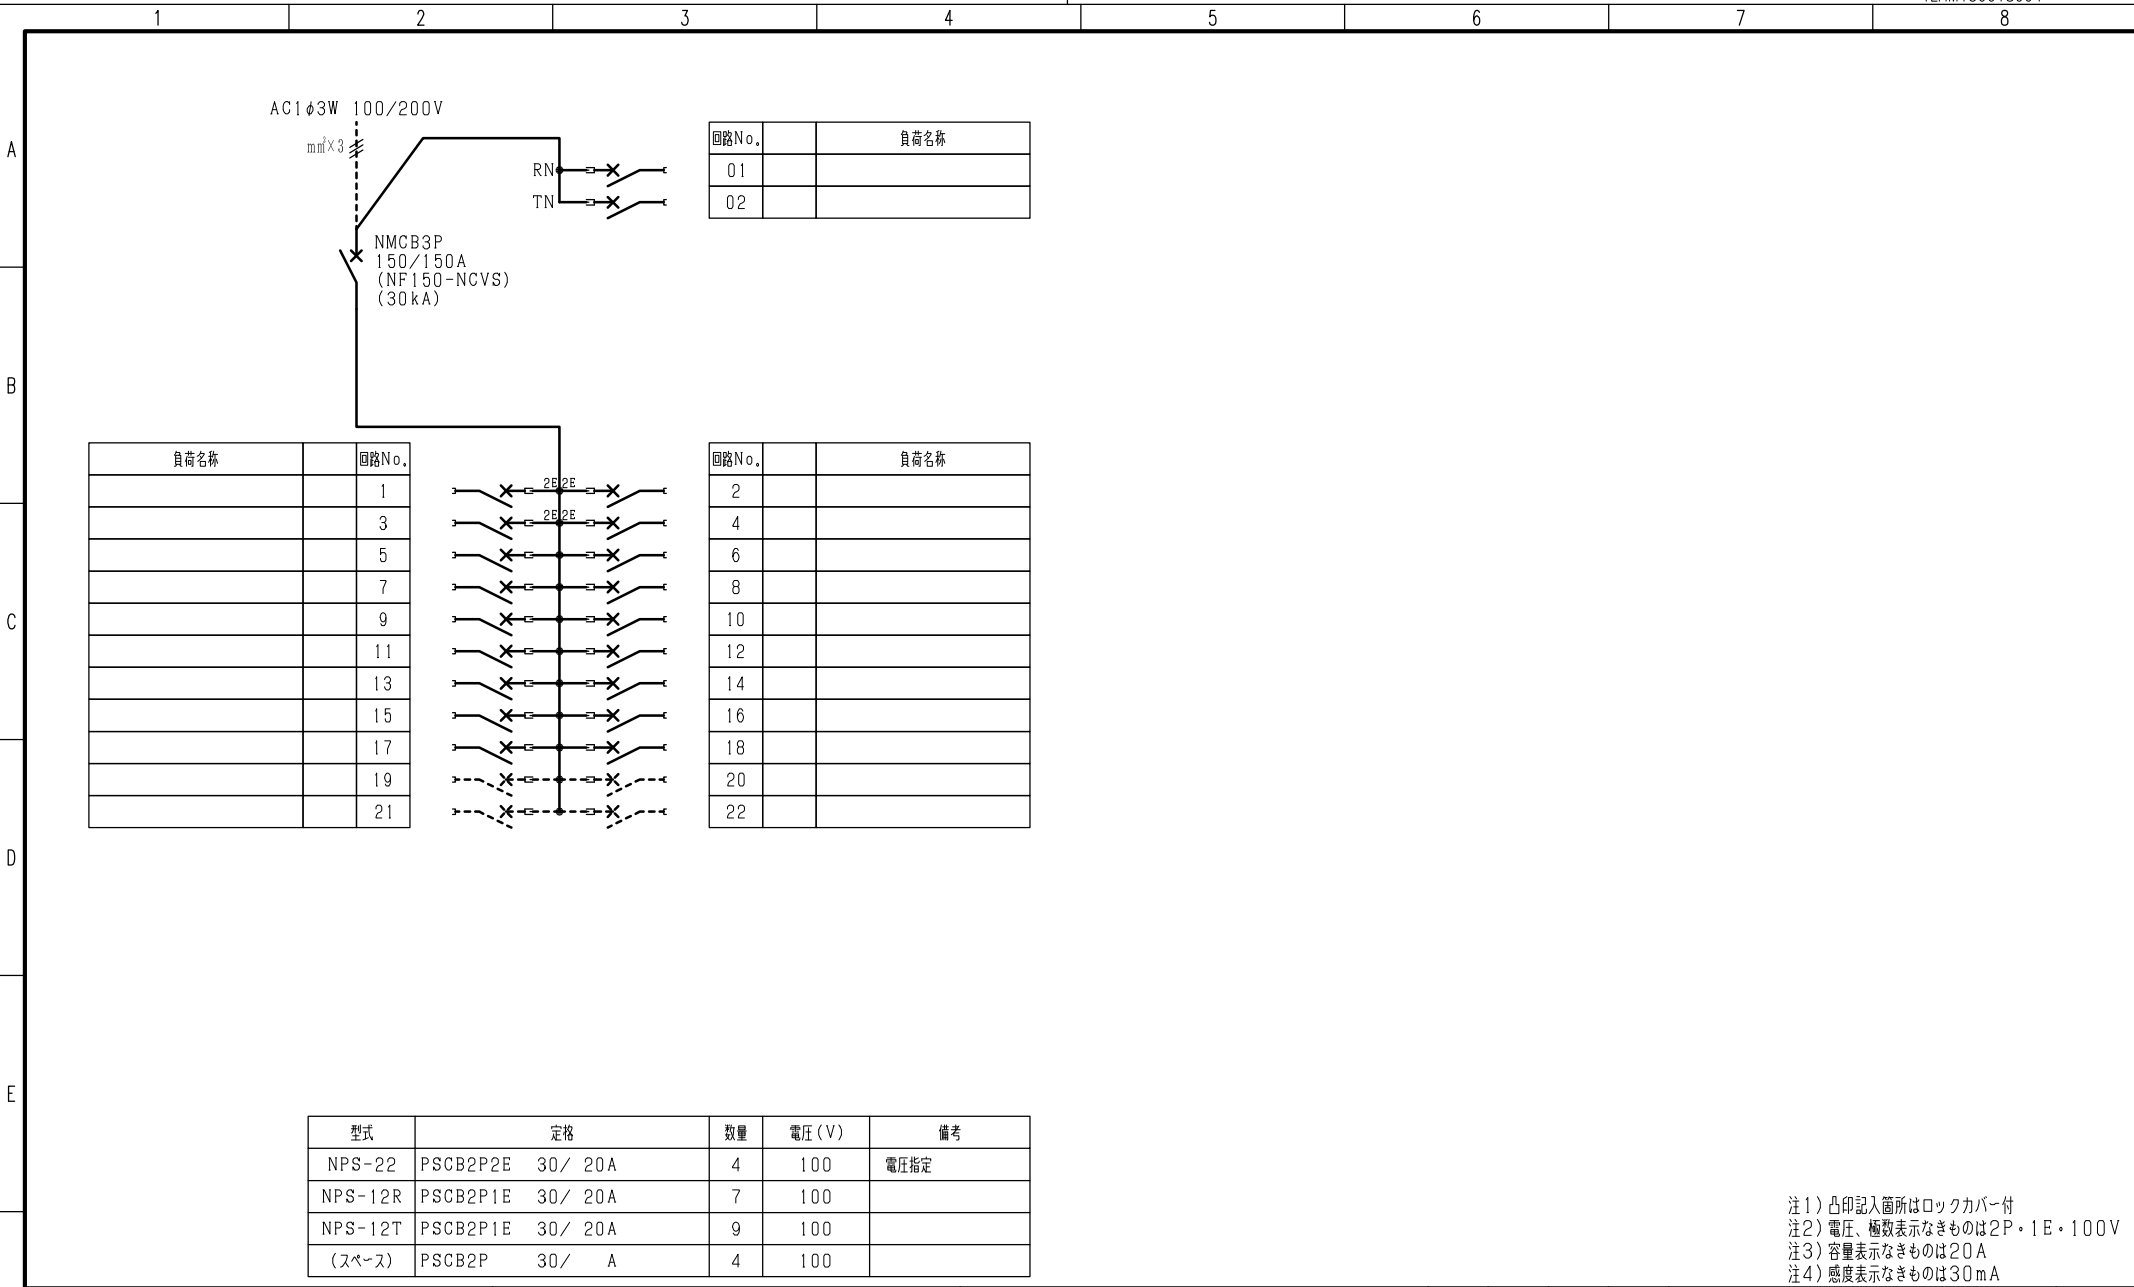 1 2 3 4 5 6 7 8
A
B
C
D
E
AC1φ3W 100/200V
mm²×3
RN
TN
NMCB3P
150/150A
(NF150-NCVS)
(30kA)
回路No. 負荷名称
01
02
負荷名称 回路No.
1
3
5
7
9
11
13
15
17
19
21
2E 2E
2E 2E
回路No. 負荷名称
2
4
6
8
10
12
14
16
18
20
22
型式 定格 数量 電圧(V) 備考
NPS-22 PSCB2P2E 30/ 20A 4 100 電圧指定
NPS-12R PSCB2P1E 30/ 20A 7 100
NPS-12T PSCB2P1E 30/ 20A 9 100
(スペース) PSCB2P 30/ A 4 100
注1)凸印記入箇所はロックカバー付
注2)電圧、極数表示なきものは2P・1E・100V
注3)容量表示なきものは20A
注4)感度表示なきものは30mA